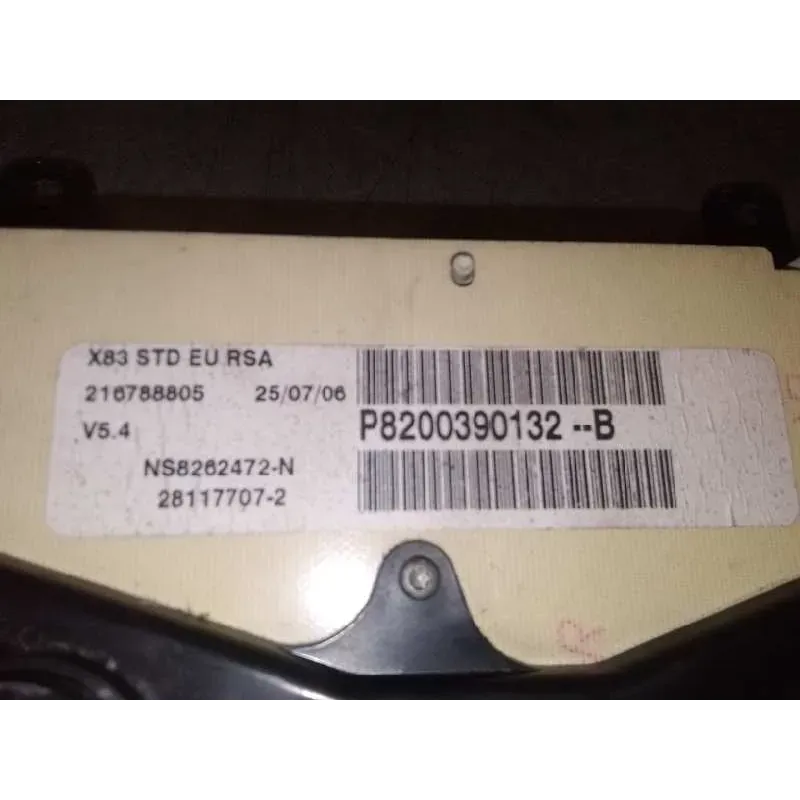 X83 STD EU RSA
216788805 25/07/06
V5.4
P8200390132 --B
NS8262472-N
28117707-2